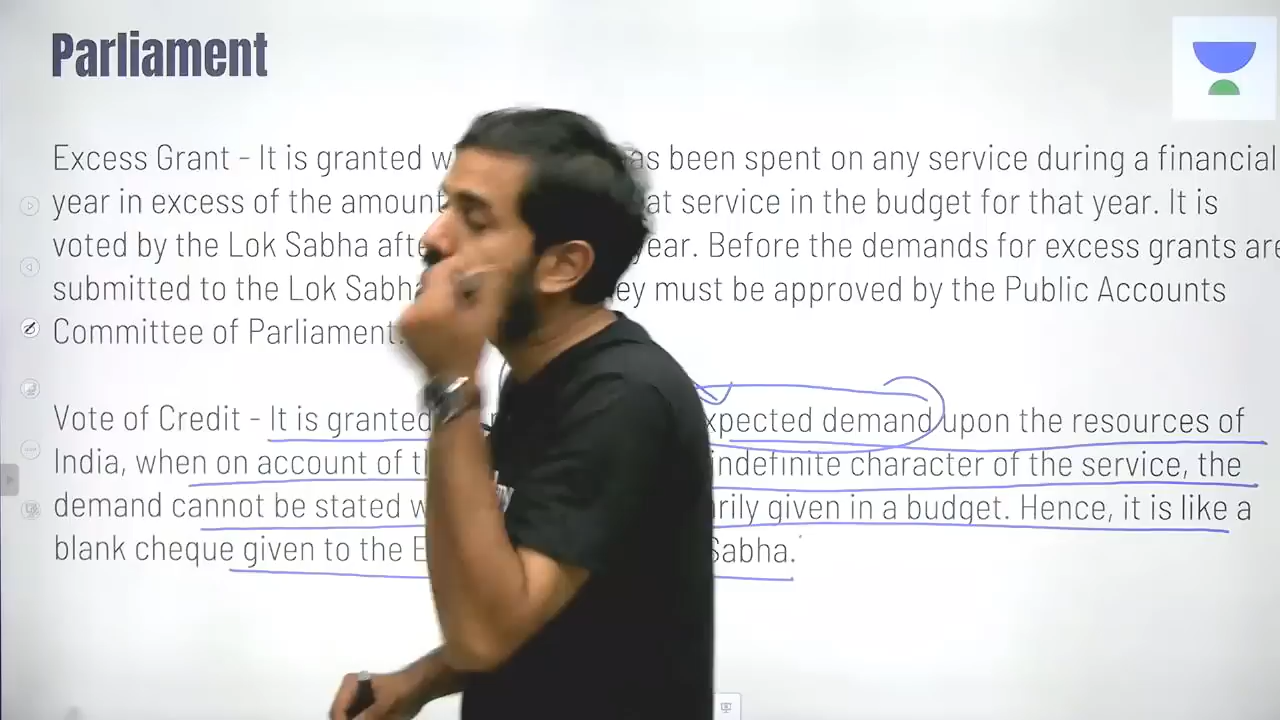 Parliament
Excess Grant - It is granted as been spent on any service during a financial
year in excess of the amount at service in the budget for that year. It is
voted by the Lok Sabha year. Before the demands for excess grants are
submitted to the Lok Sabha must be approved by the Public Accounts
Committee of Parliament.
Vote of Credit - It is granted demand upon the resources of
India, when on account of indefinite character of the service, the
demand cannot be stated given in a budget. Hence, it is like a
blank cheque given to the Sabha.